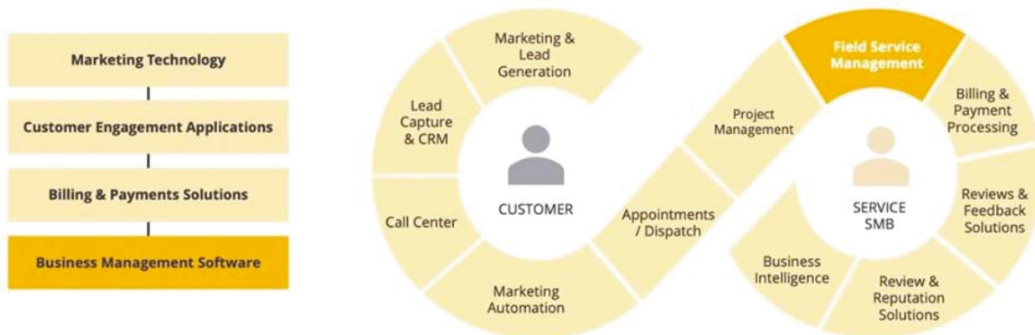 Marketing Technology
Customer Engagement Applications
Billing & Payments Solutions
Business Management Software
Marketing &
Lead
Generation
Lead
Capture
& CRM
Call Center
Marketing
Automation
CUSTOMER
Appointments
/ Dispatch
Project
Management
Field Service
Management
Billing &
Payment
Processing
Reviews &
Feedback
Solutions
Review &
Reputation
Solutions
Business
Intelligence
SERVICE
SMB